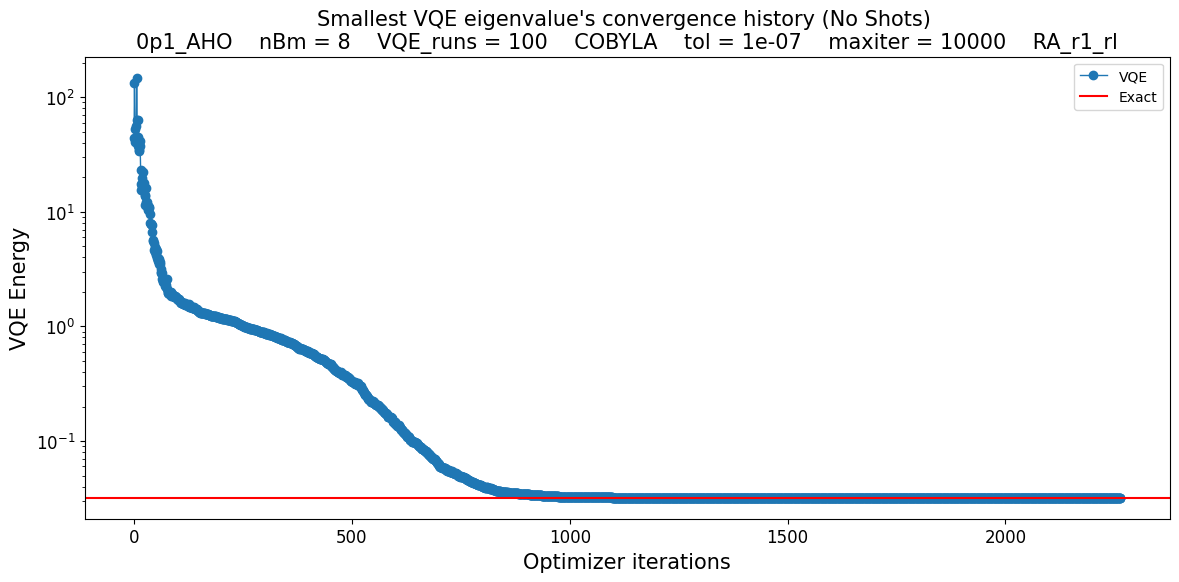 Smallest VQE eigenvalue's convergence history (No Shots)
0p1_AHO    nBm = 8    VQE_runs = 100    COBYLA    tol = 1e-07    maxiter = 10000    RA_r1_rl
VQE
Exact
VQE Energy
10²
10¹
10⁰
10⁻¹
0 500 1000 1500 2000
Optimizer iterations